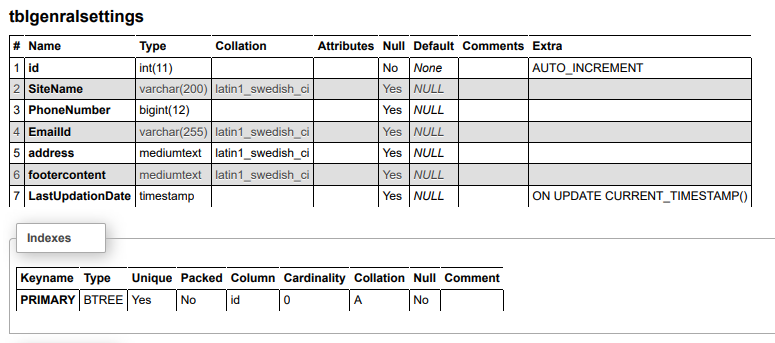 tblgenralsettings
# Name Type Collation Attributes Null Default Comments Extra
1 id int(11) No None AUTO_INCREMENT
2 SiteName varchar(200) latin1_swedish_ci Yes NULL
3 PhoneNumber bigint(12) Yes NULL
4 EmailId varchar(255) latin1_swedish_ci Yes NULL
5 address mediumtext latin1_swedish_ci Yes NULL
6 footercontent mediumtext latin1_swedish_ci Yes NULL
7 LastUpdationDate timestamp Yes NULL ON UPDATE CURRENT_TIMESTAMP()
Indexes
Keyname Type Unique Packed Column Cardinality Collation Null Comment
PRIMARY BTREE Yes No id 0 A No